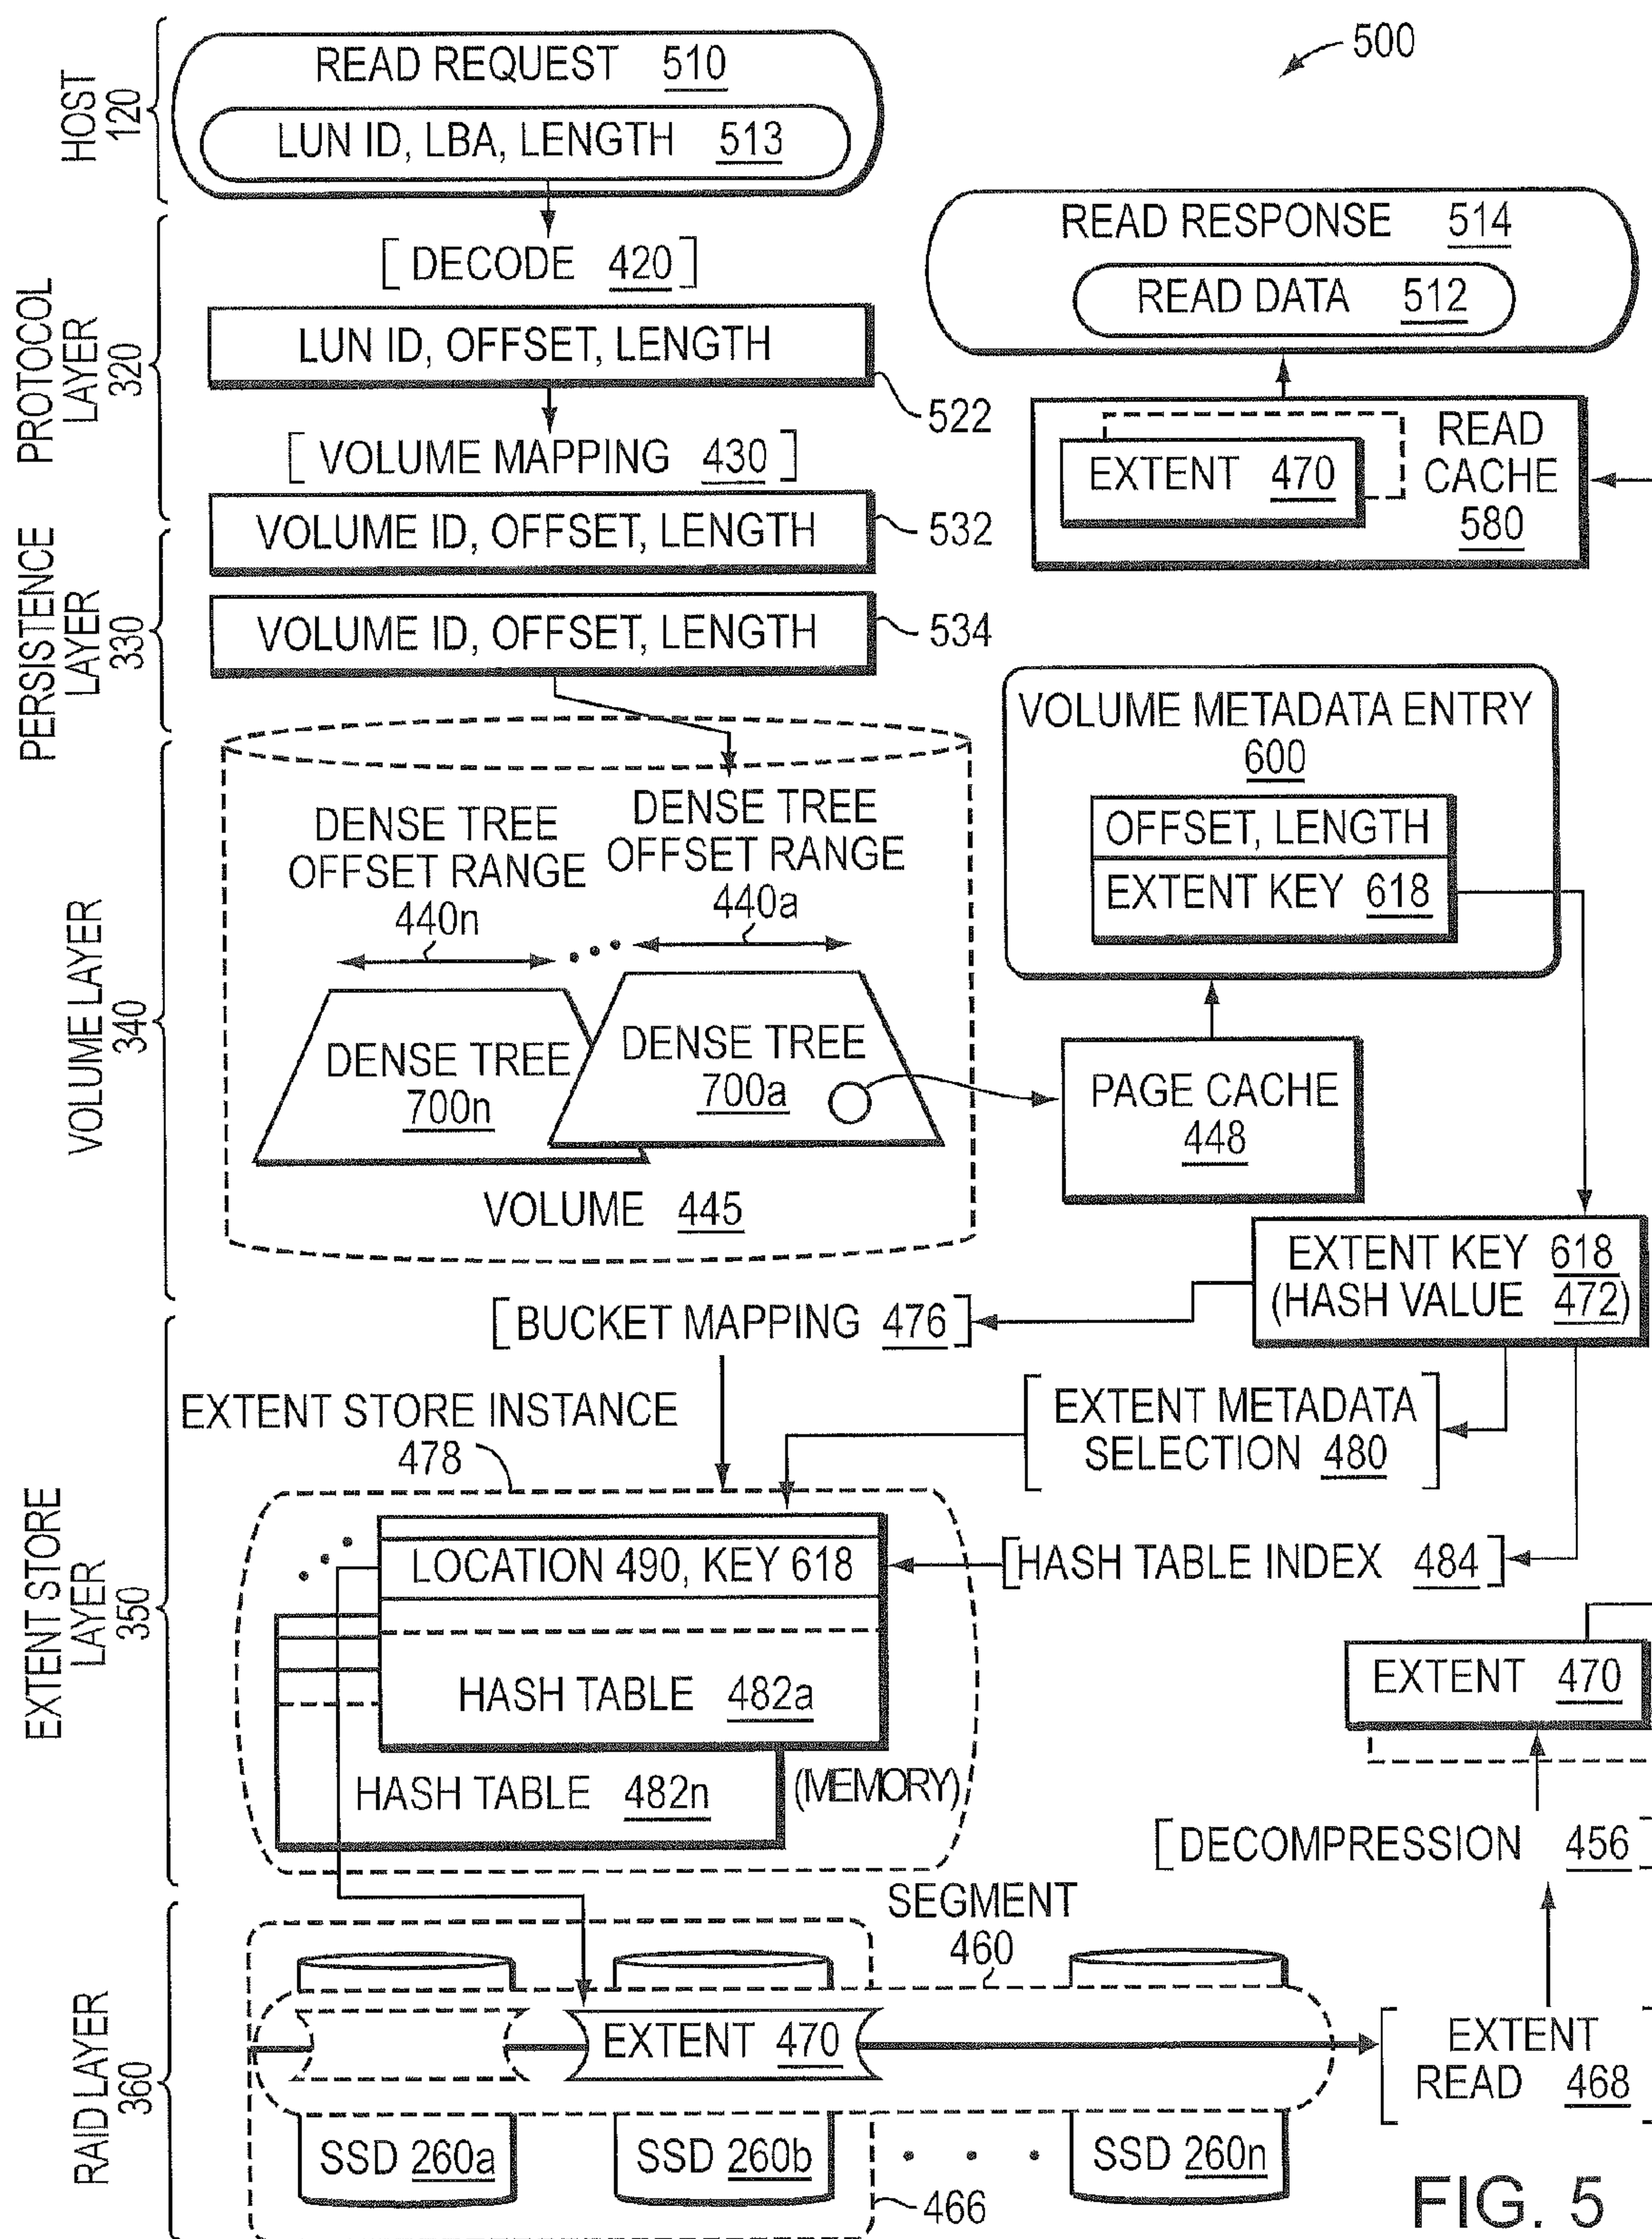 500
HOST
120
READ REQUEST 510
LUN ID, LBA, LENGTH 513
PROTOCOL
LAYER
320
[DECODE 420]
LUN ID, OFFSET, LENGTH
522
[VOLUME MAPPING 430]
VOLUME ID, OFFSET, LENGTH
532
READ RESPONSE 514
READ DATA 512
EXTENT 470
READ
CACHE
580
PERSISTENCE
LAYER
330
VOLUME ID, OFFSET, LENGTH
534
VOLUME LAYER
340
DENSE TREE
OFFSET RANGE
440n
DENSE TREE
OFFSET RANGE
440a
DENSE TREE
700n
DENSE TREE
700a
VOLUME 445
VOLUME METADATA ENTRY
600
OFFSET, LENGTH
EXTENT KEY 618
PAGE CACHE
448
EXTENT KEY 618
(HASH VALUE 472)
EXTENT STORE
LAYER
350
[BUCKET MAPPING 476]
EXTENT STORE INSTANCE
478
[EXTENT METADATA
SELECTION 480]
LOCATION 490, KEY 618
[HASH TABLE INDEX 484]
HASH TABLE 482a
HASH TABLE 482n
(MEMORY)
EXTENT 470
[DECOMPRESSION 456]
RAID LAYER
360
SEGMENT
460
EXTENT 470
[EXTENT
READ 468]
SSD 260a
SSD 260b
. . .
SSD 260n
466
FIG. 5